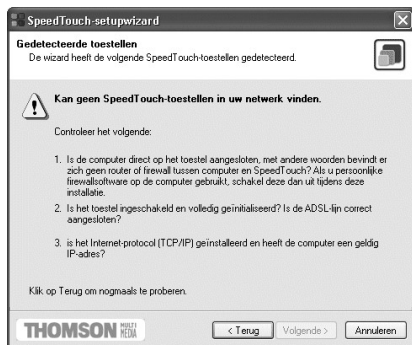 SpeedTouch-setupwizard
Gedetecteerde toestellen
De wizard heeft de volgende SpeedTouch-toestellen gedetecteerd.
Kan geen SpeedTouch-toestellen in uw netwerk vinden.
Controleer het volgende:
1. Is de computer direct op het toestel aangesloten, met andere woorden bevindt er
zich geen router of firewall tussen computer en SpeedTouch? Als u persoonlijke
firewallsoftware op de computer gebruikt, schakel deze dan uit tijdens deze
installatie.
2. Is het toestel ingeschakeld en volledig geïnitialiseerd? Is de ADSL-lijn correct
aangesloten?
3. is het Internet-protocol (TCP/IP) geïnstalleerd en heeft de computer een geldig
IP-adres?
Klik op Terug om nogmaals te proberen.
THOMSON MULTI MEDIA
< Terug Volgende > Annuleren